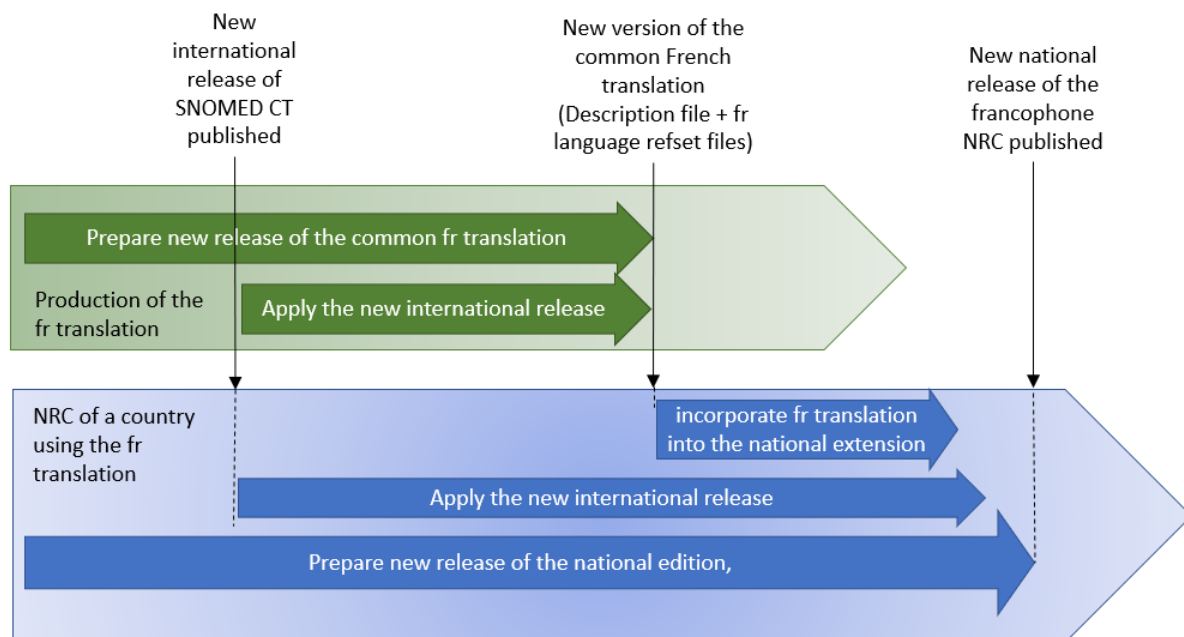 New
international
release of
SNOMED CT
published
New version of the
common French
translation
(Description file + fr
language refset files)
New national
release of the
francophone
NRC published
Prepare new release of the common fr translation
Production of the
fr translation
Apply the new international release
NRC of a country
using the fr
translation
incorporate fr translation
into the national extension
Apply the new international release
Prepare new release of the national edition,